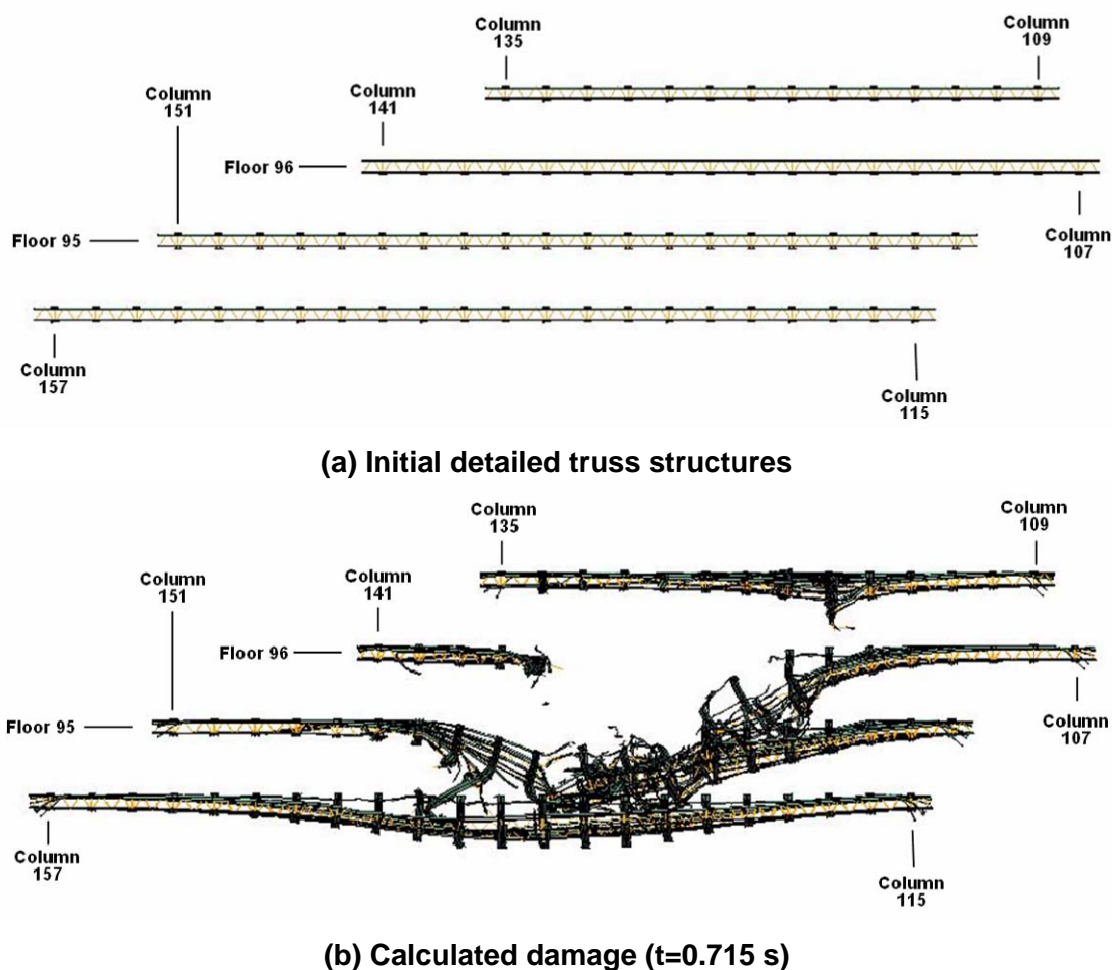 Column
135
Column
109
Column
151
Column
141
Floor 96
Floor 95
Column
107
Column
157
Column
115
(a) Initial detailed truss structures
Column
135
Column
109
Column
151
Column
141
Floor 96
Floor 95
Column
107
Column
157
Column
115
(b) Calculated damage (t=0.715 s)